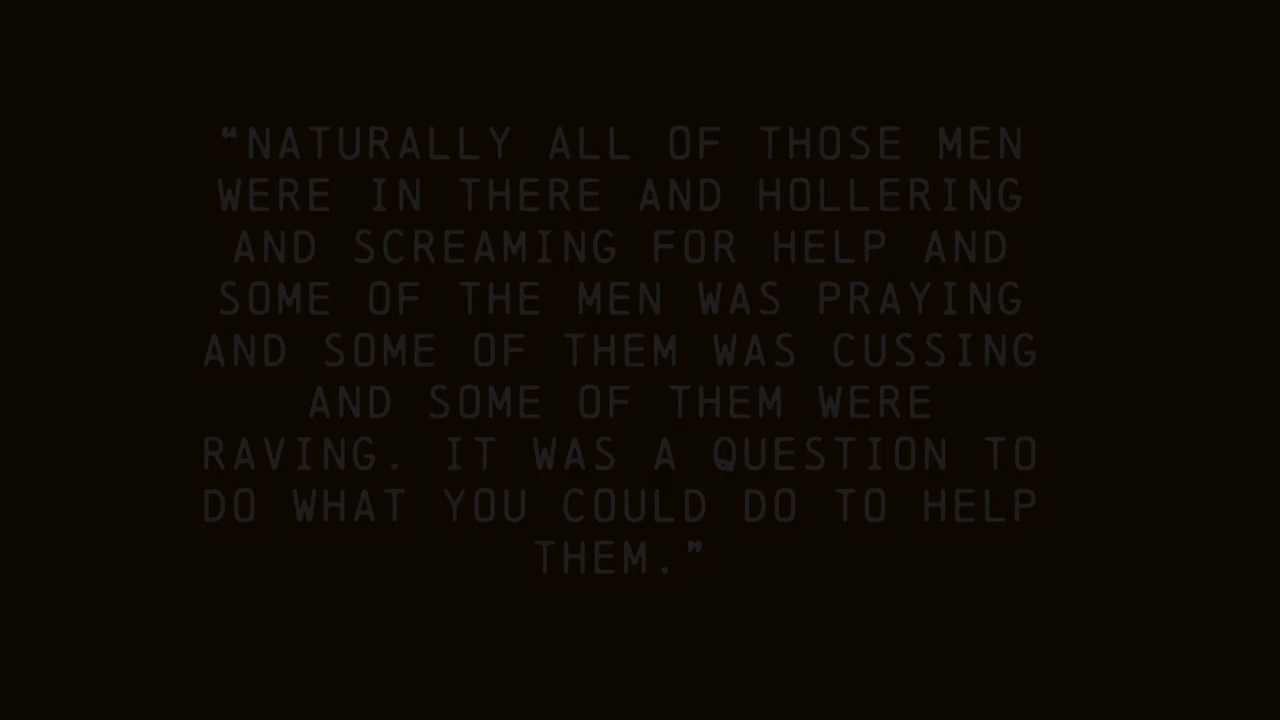 “NATURALLY ALL OF THOSE MEN
WERE IN THERE AND HOLLERING
AND SCREAMING FOR HELP AND
SOME OF THE MEN WAS PRAYING
AND SOME OF THEM WAS CUSSING
AND SOME OF THEM WERE
RAVING. IT WAS A QUESTION TO
DO WHAT YOU COULD DO TO HELP
THEM.”